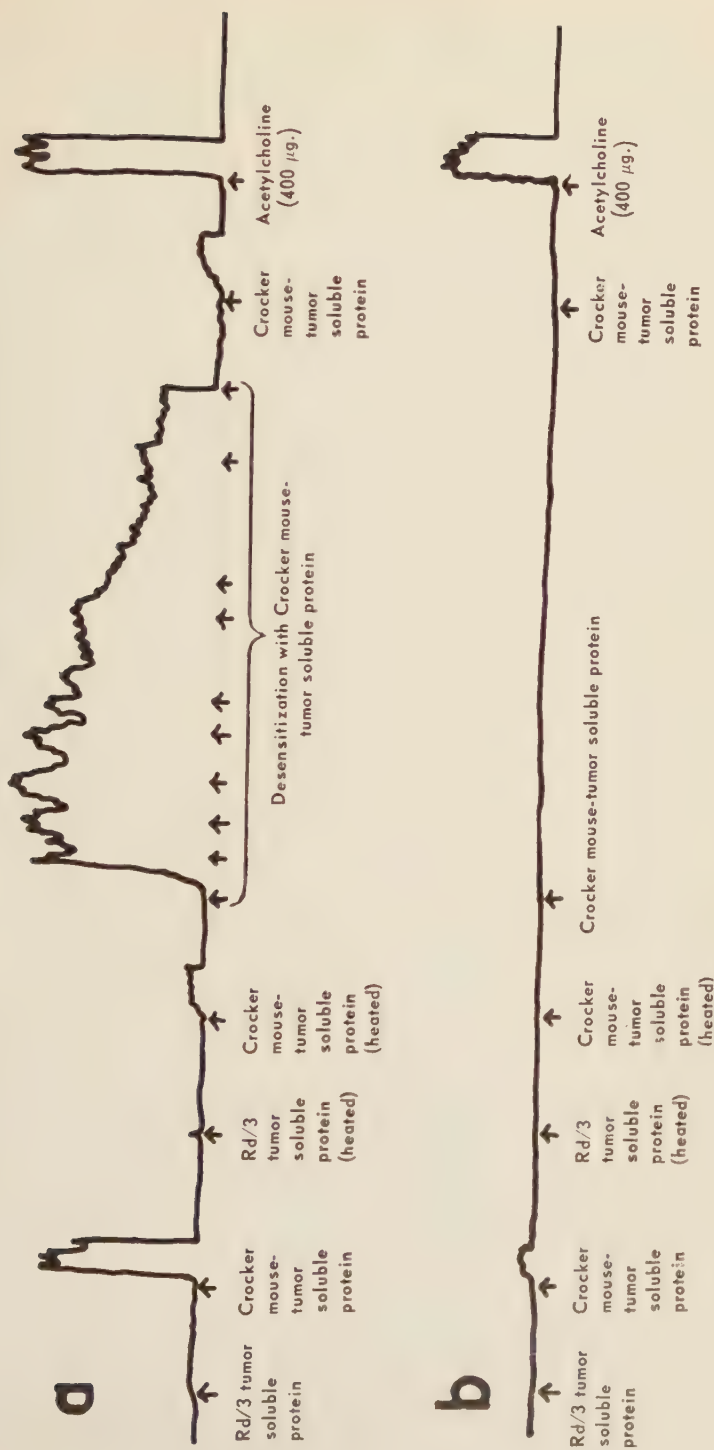 a
Rd/3 tumor
soluble
protein
Crocker
mouse-
tumor
soluble
protein
Rd/3
tumor
soluble
protein
(heated)
Crocker
mouse-
tumor
soluble
protein
(heated)
Desensitization with Crocker mouse-
tumor soluble protein
Crocker
mouse-
tumor
soluble
protein
Acetylcholine
(400 µg.)
b
Rd/3 tumor
soluble
protein
Crocker
mouse-
tumor
soluble
protein
Rd/3
tumor
soluble
protein
(heated)
Crocker
mouse-
tumor
soluble
protein
(heated)
Crocker mouse-tumor soluble protein
Crocker
mouse-
tumor
soluble
protein
Acetylcholine
(400 µg.)